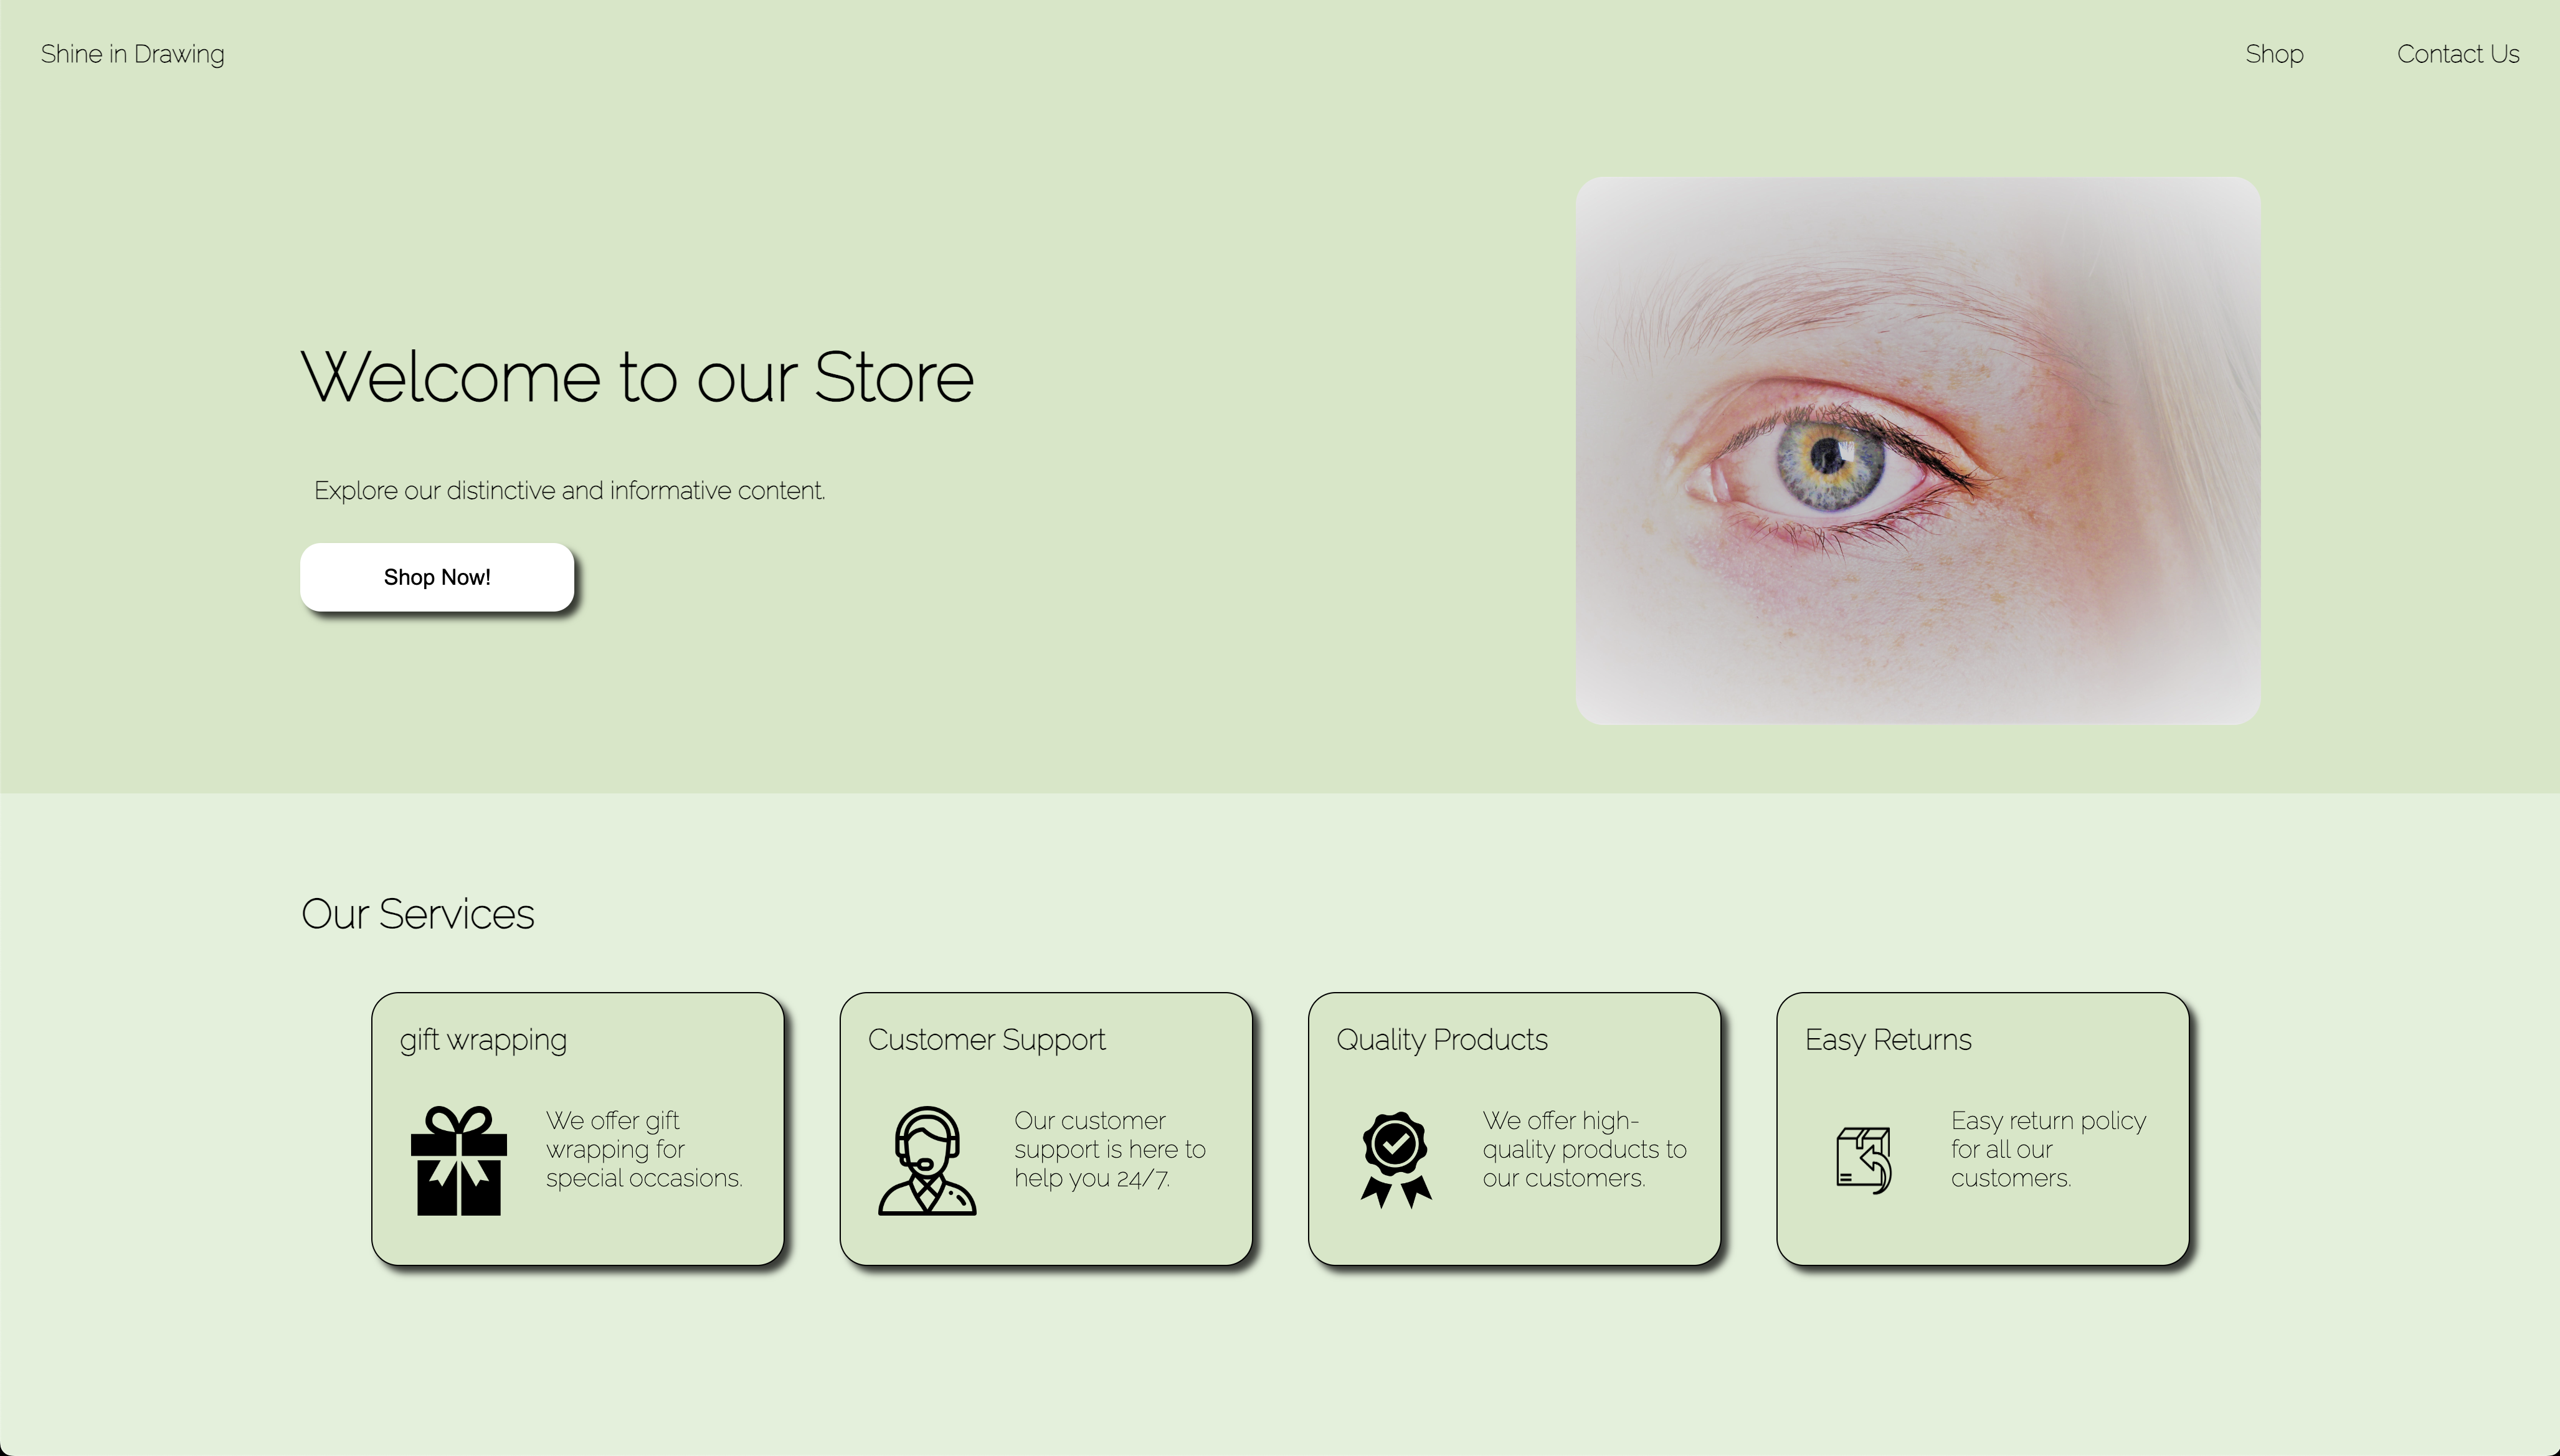 Shine in Drawing
Shop
Contact Us
Welcome to our Store
Explore our distinctive and informative content.
Shop Now!
Our Services
gift wrapping
We offer gift
wrapping for
special occasions.
Customer Support
Our customer
support is here to
help you 24/7.
Quality Products
We offer high-
quality products to
our customers.
Easy Returns
Easy return policy
for all our
customers.